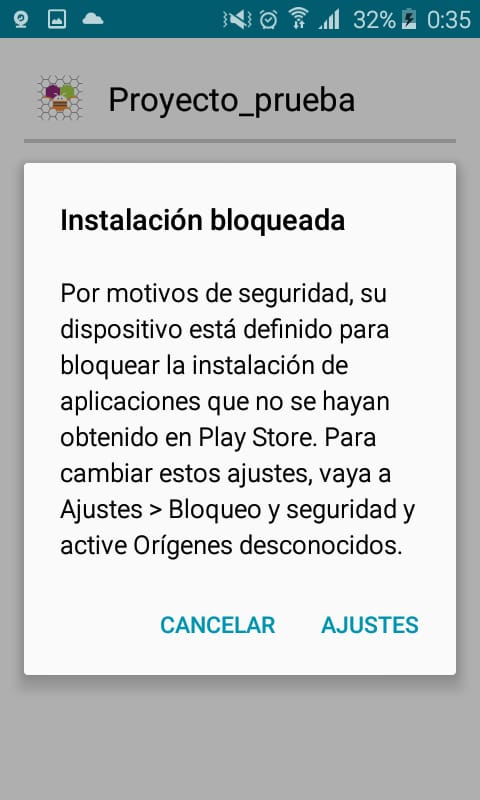 32% 0:35
Proyecto_prueba
Instalación bloqueada
Por motivos de seguridad, su
dispositivo está definido para
bloquear la instalación de
aplicaciones que no se hayan
obtenido en Play Store. Para
cambiar estos ajustes, vaya a
Ajustes > Bloqueo y seguridad y
active Orígenes desconocidos.
CANCELAR AJUSTES